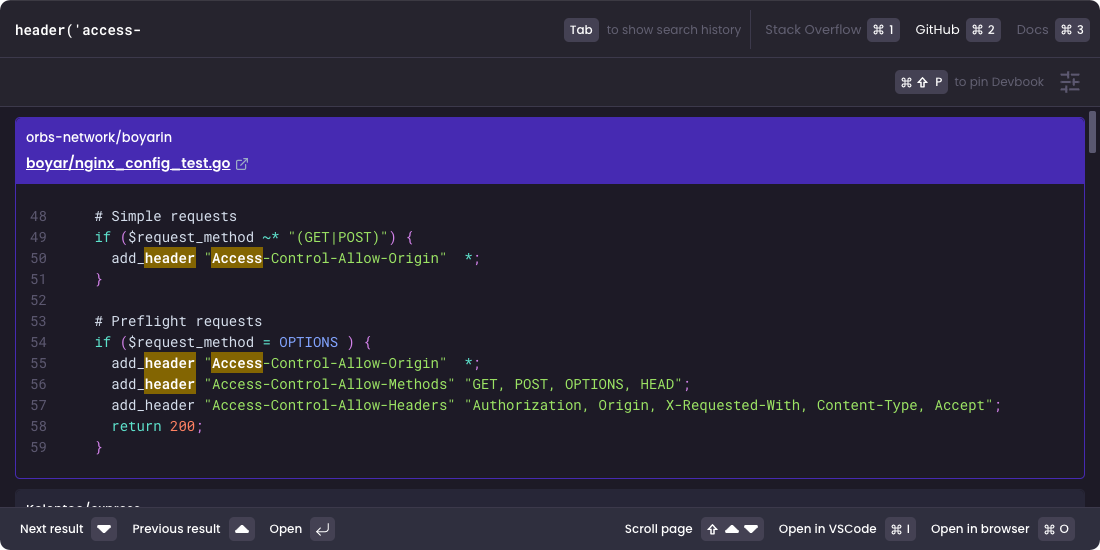 header('access-
Tab to show search history
Stack Overflow ⌘ 1 GitHub ⌘ 2 Docs ⌘ 3
⌘ ⇧ P to pin Devbook
orbs-network/boyarin
boyar/nginx_config_test.go
48 # Simple requests
49 if ($request_method ~* "(GET|POST)") {
50 add_header "Access-Control-Allow-Origin"  *;
51 }
52
53 # Preflight requests
54 if ($request_method = OPTIONS ) {
55 add_header "Access-Control-Allow-Origin"  *;
56 add_header "Access-Control-Allow-Methods" "GET, POST, OPTIONS, HEAD";
57 add_header "Access-Control-Allow-Headers" "Authorization, Origin, X-Requested-With, Content-Type, Accept";
58 return 200;
59 }
Next result Previous result Open Scroll page ⇧ Open in VSCode ⌘ I Open in browser ⌘ O